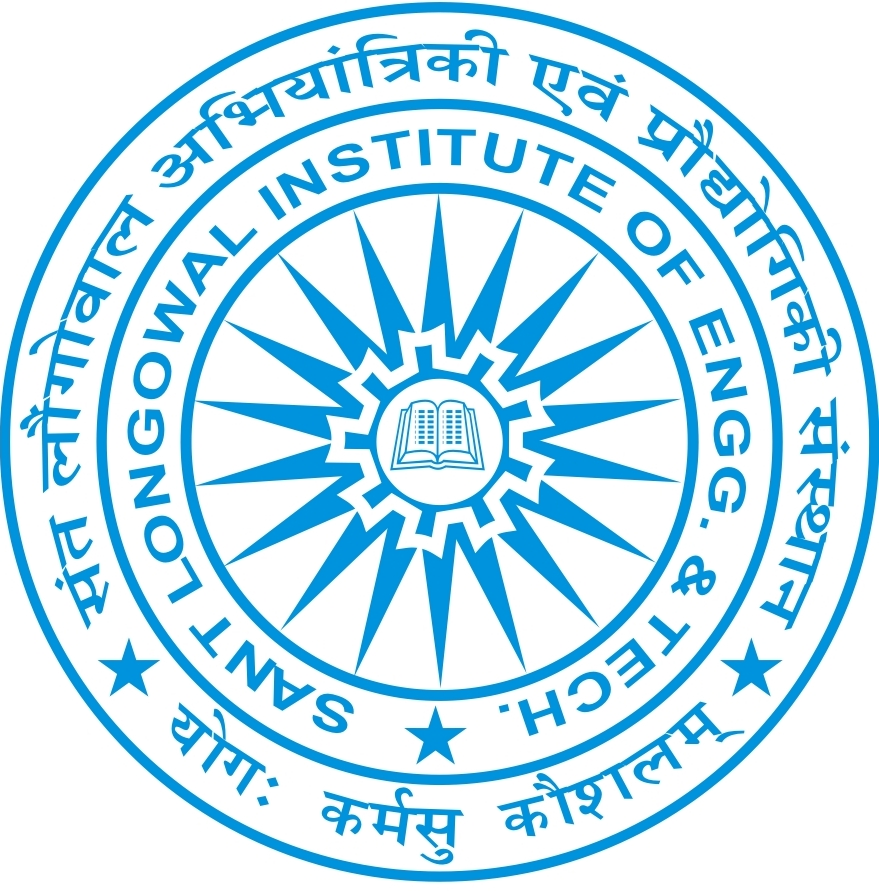 संत लौंगोवाल अभियांत्रिकी एवं प्रौद्योगिकी संस्थान
SANT LONGOWAL INSTITUTE OF ENGG. & TECH.
योगः कर्मसु कौशलम्